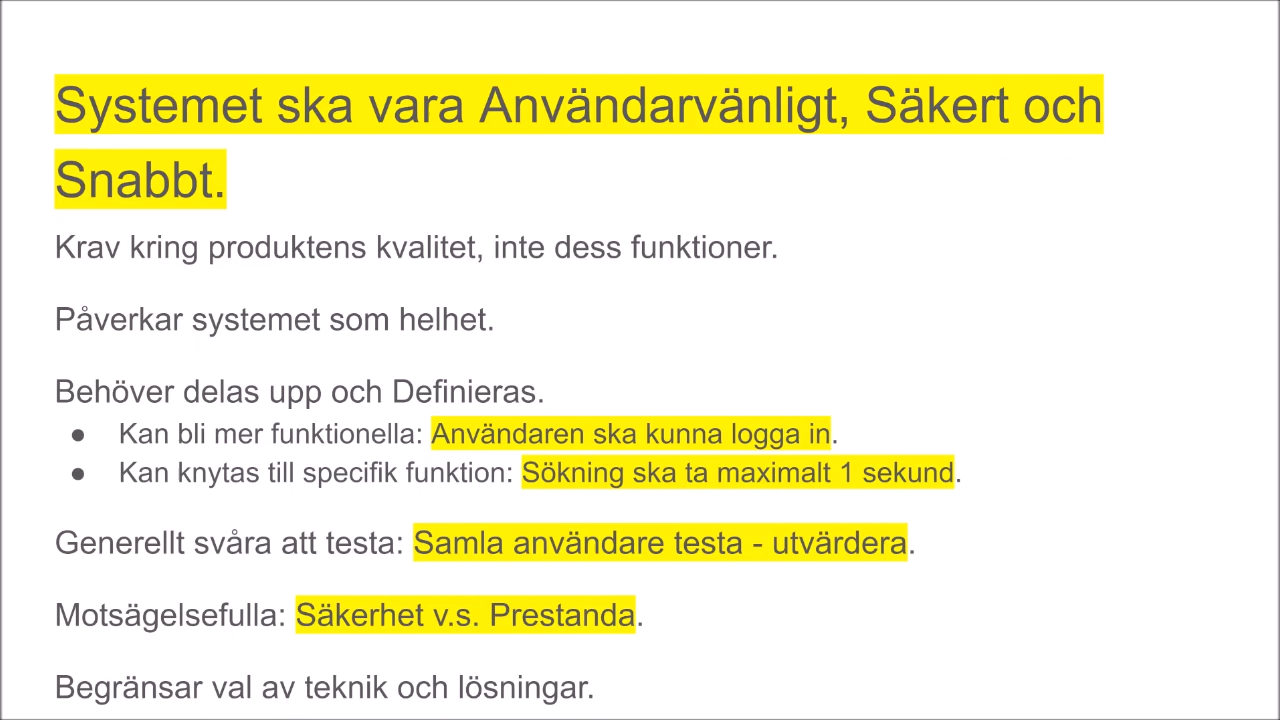 Systemet ska vara Användarvänligt, Säkert och
Snabbt.
Krav kring produktens kvalitet, inte dess funktioner.
Påverkar systemet som helhet.
Behöver delas upp och Definieras.
● Kan bli mer funktionella: Användaren ska kunna logga in.
● Kan knytas till specifik funktion: Sökning ska ta maximalt 1 sekund.
Generellt svåra att testa: Samla användare testa - utvärdera.
Motsägelsefulla: Säkerhet v.s. Prestanda.
Begränsar val av teknik och lösningar.